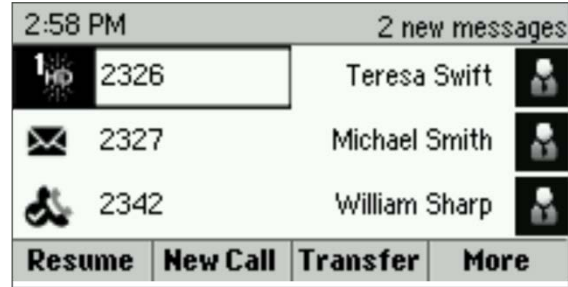 2:58 PM 2 new messages
1 HD 2326 Teresa Swift
2327 Michael Smith
2342 William Sharp
Resume New Call Transfer More